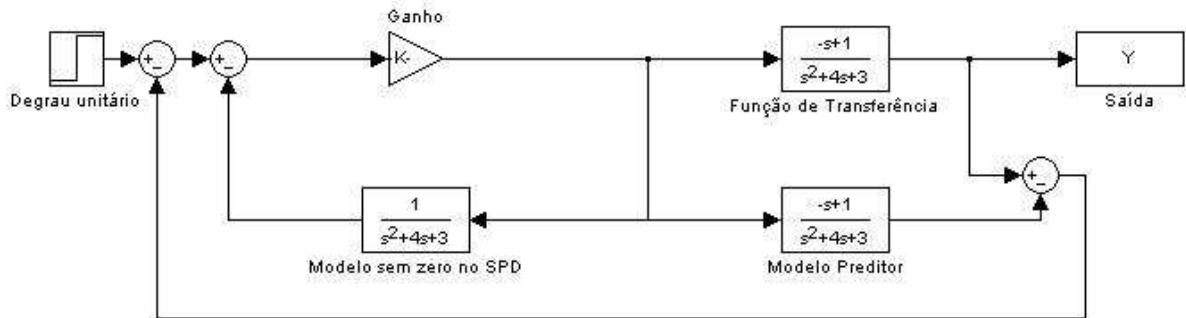 Ganho
K-
-s+1
s²+4s+3
Y
Degrau unitário
Função de Transferência
Saída
1
s²+4s+3
-s+1
s²+4s+3
Modelo sem zero no SPD
Modelo Preditor